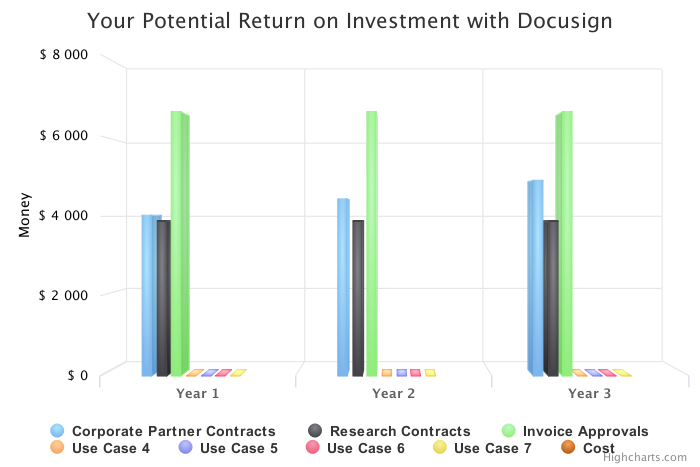 Your Potential Return on Investment with Docusign
$ 8 000
$ 6 000
$ 4 000
$ 2 000
$ 0
Money
Year 1
Year 2
Year 3
Corporate Partner Contracts Research Contracts Invoice Approvals
Use Case 4 Use Case 5 Use Case 6 Use Case 7 Cost
Highcharts.com